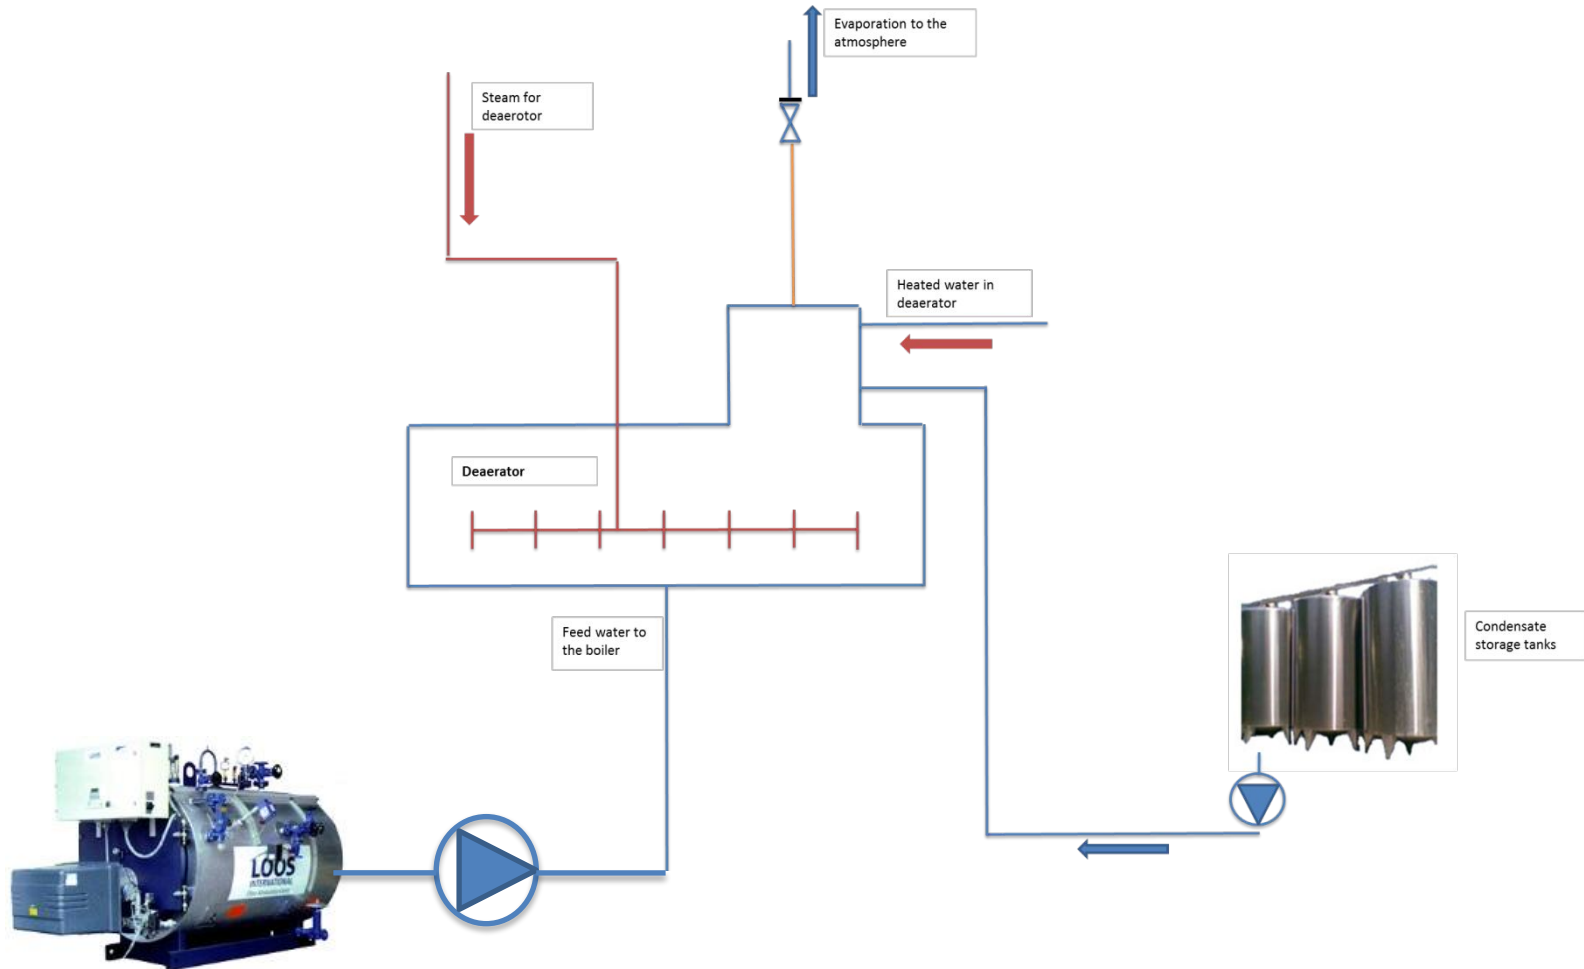 Evaporation to the
atmosphere
Steam for
deaerotor
Heated water in
deaerator
Deaerator
Feed water to
the boiler
Condensate
storage tanks
LOOS
INTERNATIONAL